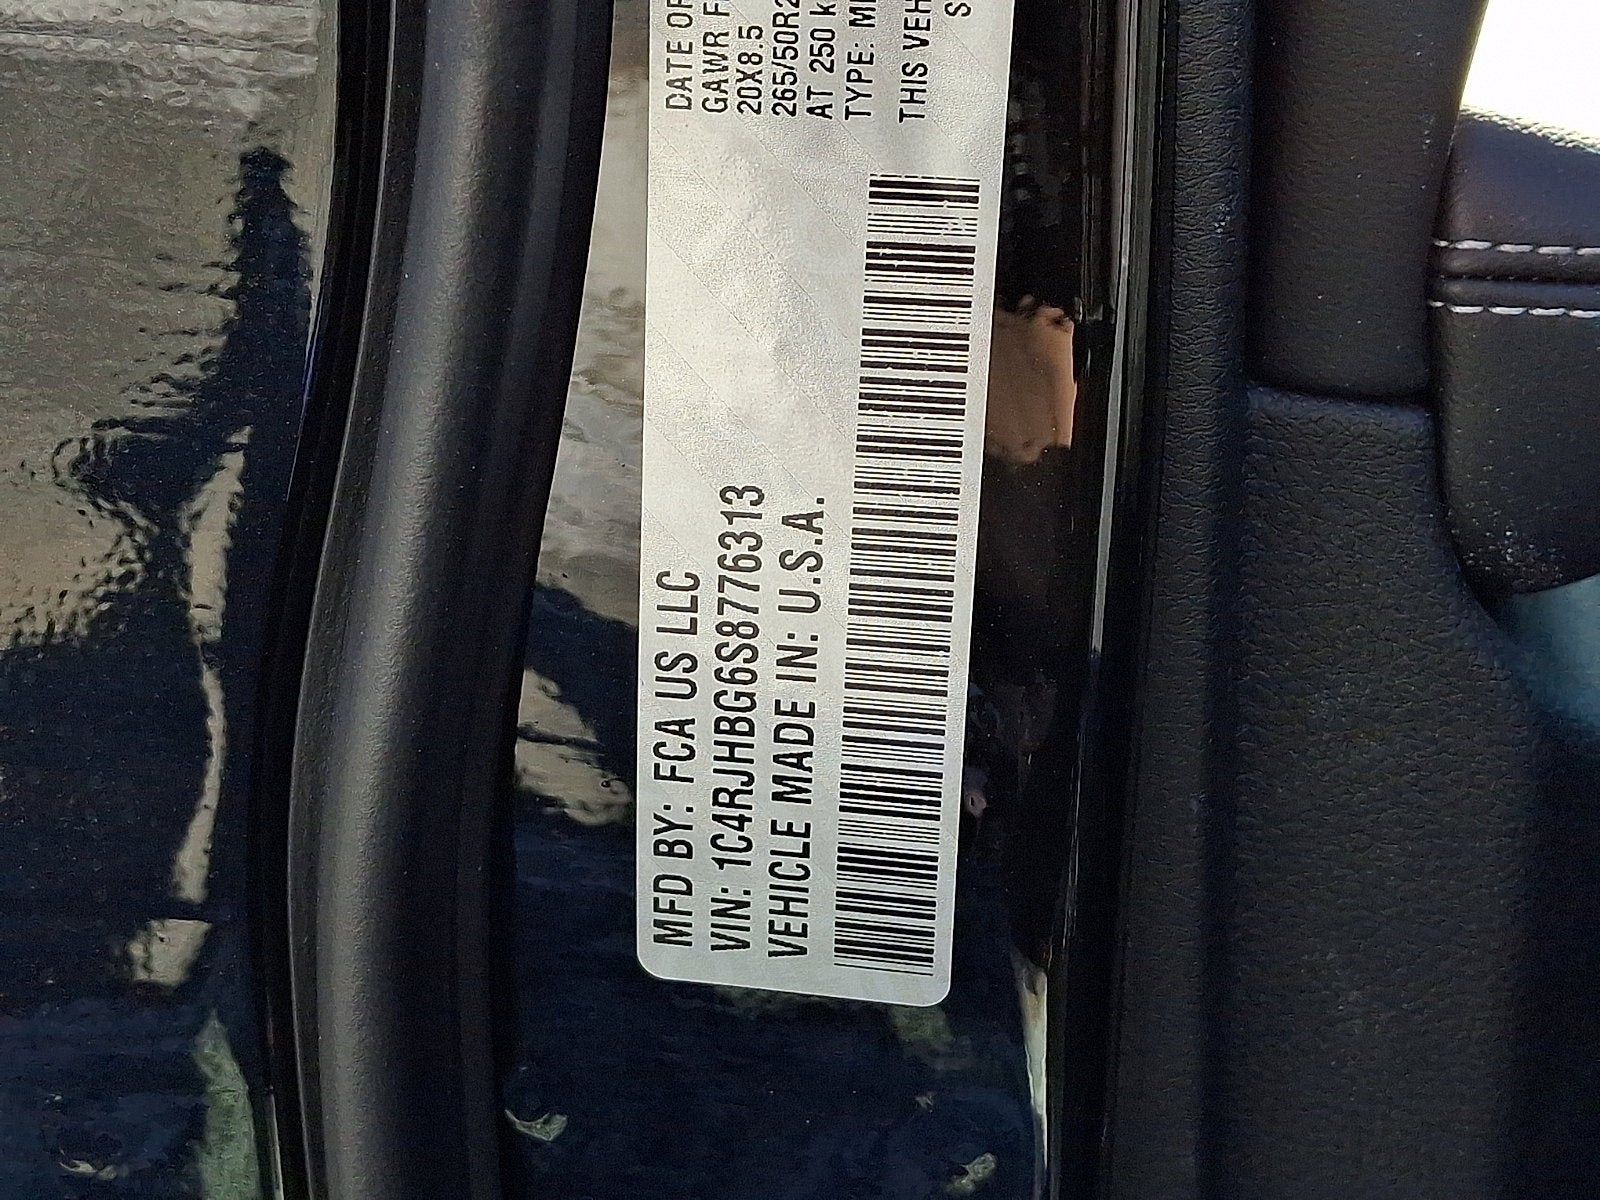 MFD BY: FCA US LLC
VIN: 1C4RJHBG6S8776313
VEHICLE MADE IN: U.S.A.
DATE OF
GAWR F
20X8.5
265/50R2
AT 250 k
TYPE: M
THIS VEH
S